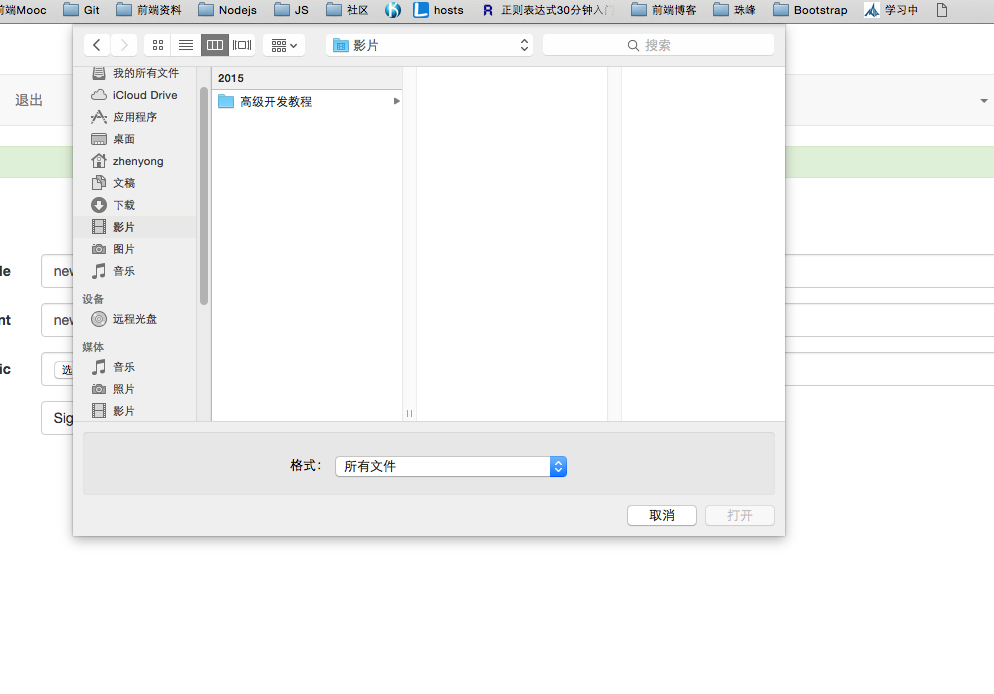 前端Mooc Git 前端资料 Nodejs JS 社区 hosts R 正则表达式30分钟入门 前端博客 珠峰 Bootstrap 学习中
影片 搜索
退出
我的所有文件
iCloud Drive
应用程序
桌面
zhenyong
文稿
下载
影片
图片
音乐
设备
远程光盘
媒体
音乐
照片
影片
2015
高级开发教程
le new
nt new
ic 选
Sig
格式：
所有文件
取消 打开